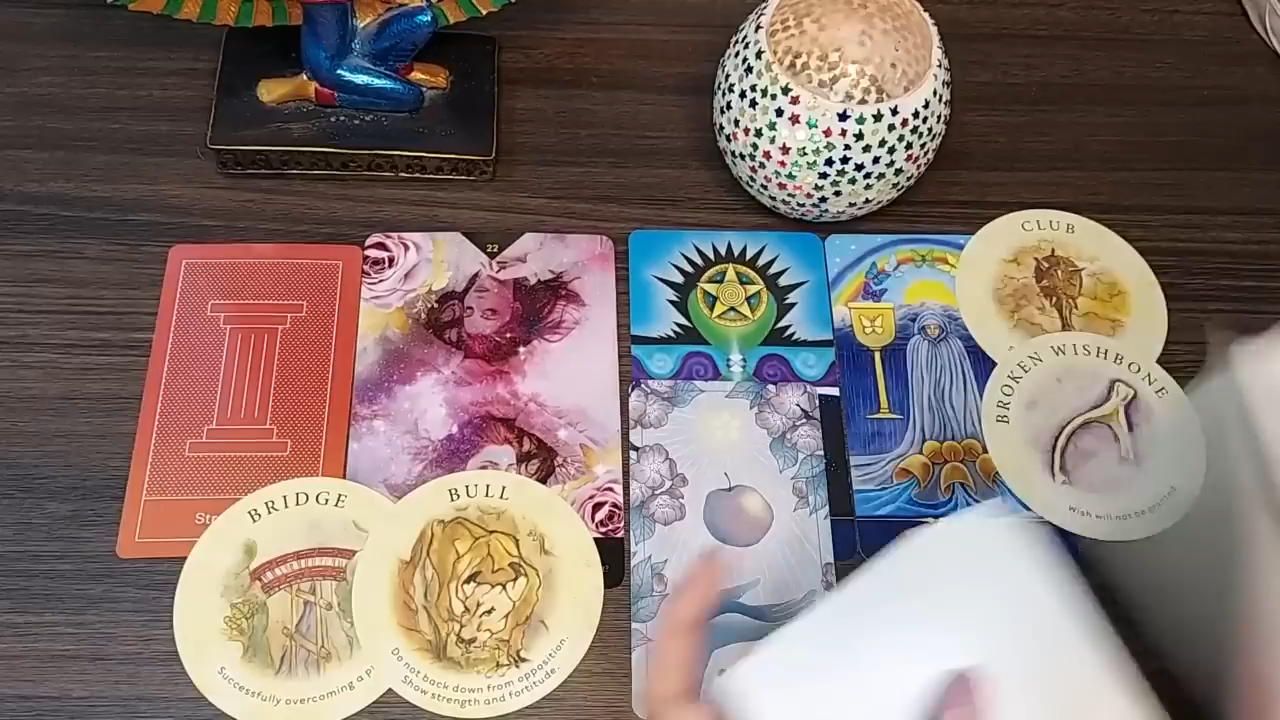 22
CLUB
BROKEN WISHBONE
Wish will not be granted
BRIDGE
Successfully overcoming a
BULL
Do not back down from opposition.
Show strength and fortitude.